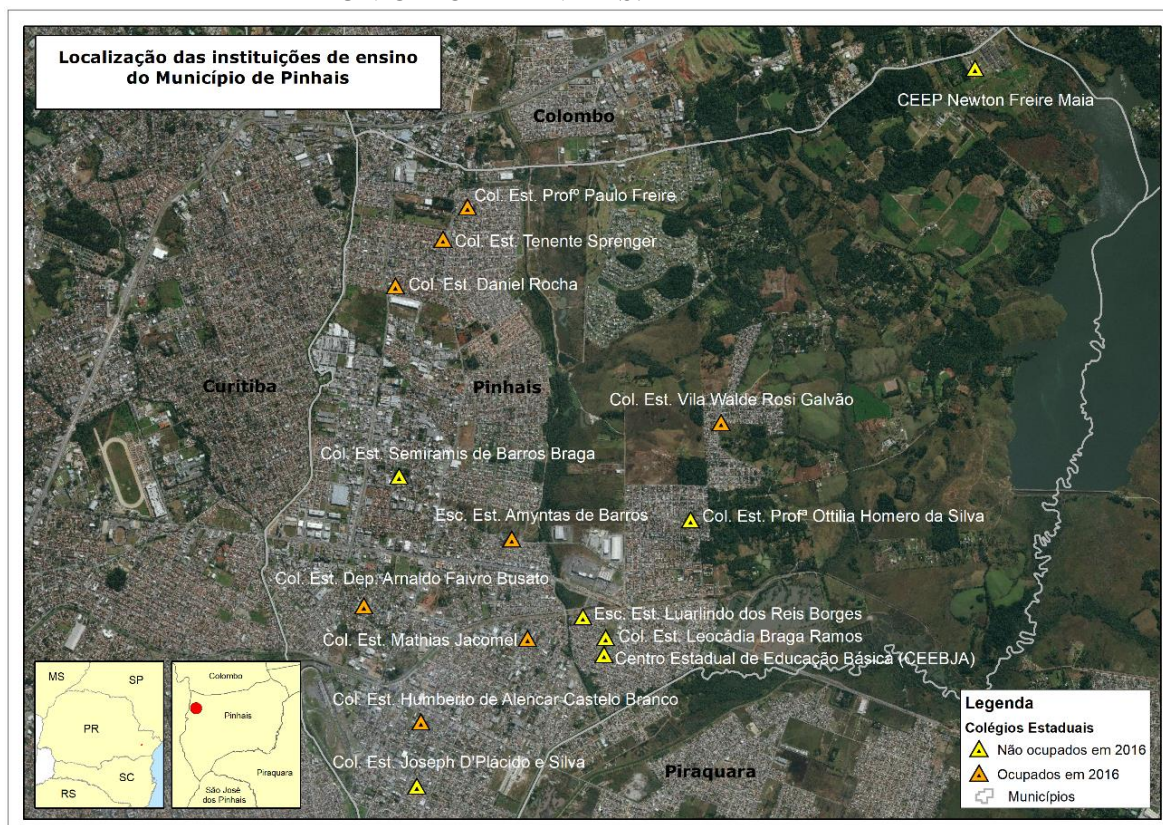 Localização das instituições de ensino
do Município de Pinhais
Colombo
CEEP Newton Freire Maia
Col. Est. Profº Paulo Freire
Col. Est. Tenente Sprenger
Col. Est. Daniel Rocha
Curitiba
Pinhais
Col. Est. Vila Walde Rosi Galvão
Col. Est. Semiramis de Barros Braga
Esc. Est. Amyntas de Barros
Col. Est. Profª Ottilia Homero da Silva
Col. Est. Dep. Arnaldo Faivro Busato
Esc. Est. Luarlindo dos Reis Borges
Col. Est. Mathias Jacomel
Col. Est. Leocádia Braga Ramos
Centro Estadual de Educação Básica (CEEBJA)
Col. Est. Humberto de Alencar Castelo Branco
Col. Est. Joseph D'Plácido e Silva
Piraquara
MS
SP
PR
SC
RS
Colombo
Pinhais
Piraquara
São José
dos Pinhais
Legenda
Colégios Estaduais
Não ocupados em 2016
Ocupados em 2016
Municípios